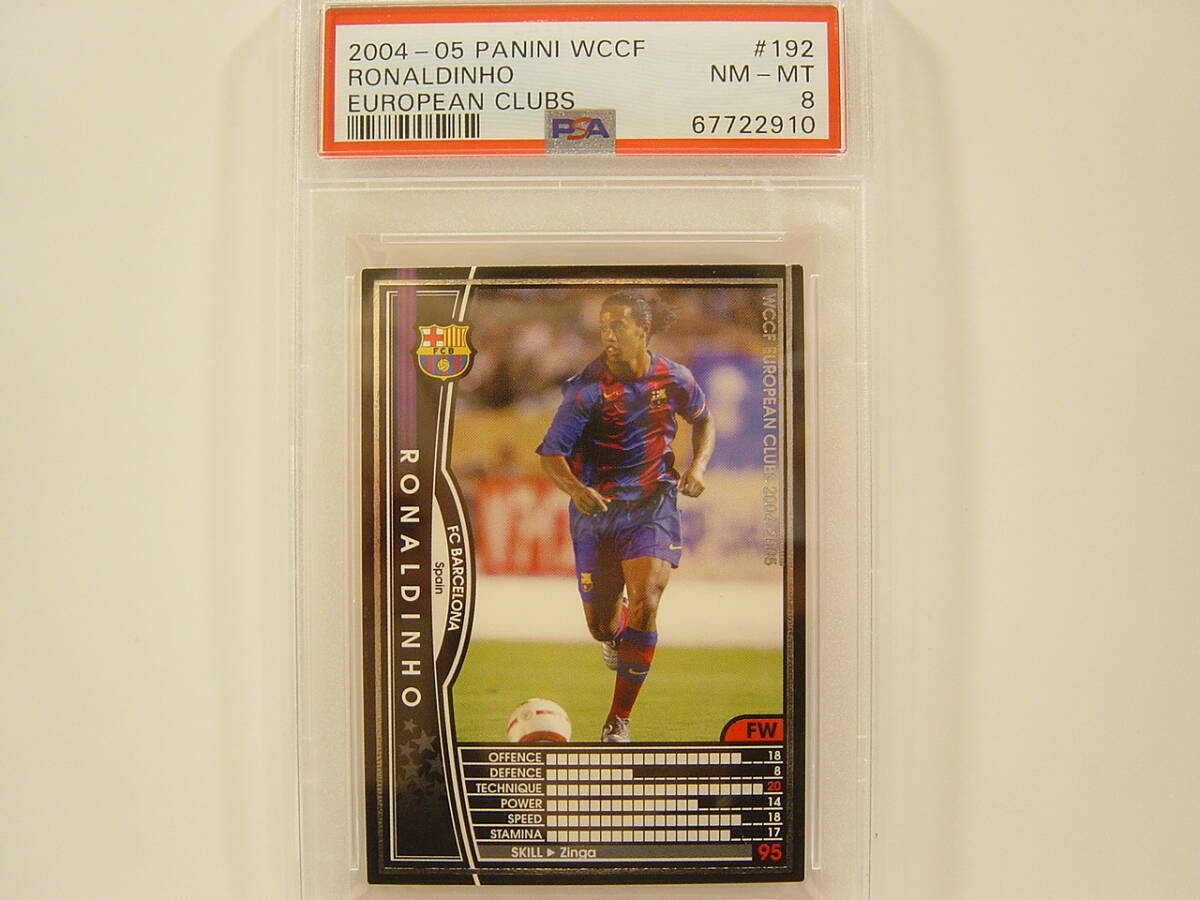 2004-05 PANINI WCCF #192
RONALDINHO NM-MT
EUROPEAN CLUBS 8
67722910
PSA
FCB
WCCF EUROPEAN CLUBS 2004-2005
RONALDINHO
FC BARCELONA
Spain
FW
OFFENCE 18
DEFENCE 8
TECHNIQUE 20
POWER 14
SPEED 18
STAMINA 17
SKILL ▶ Zinga 95